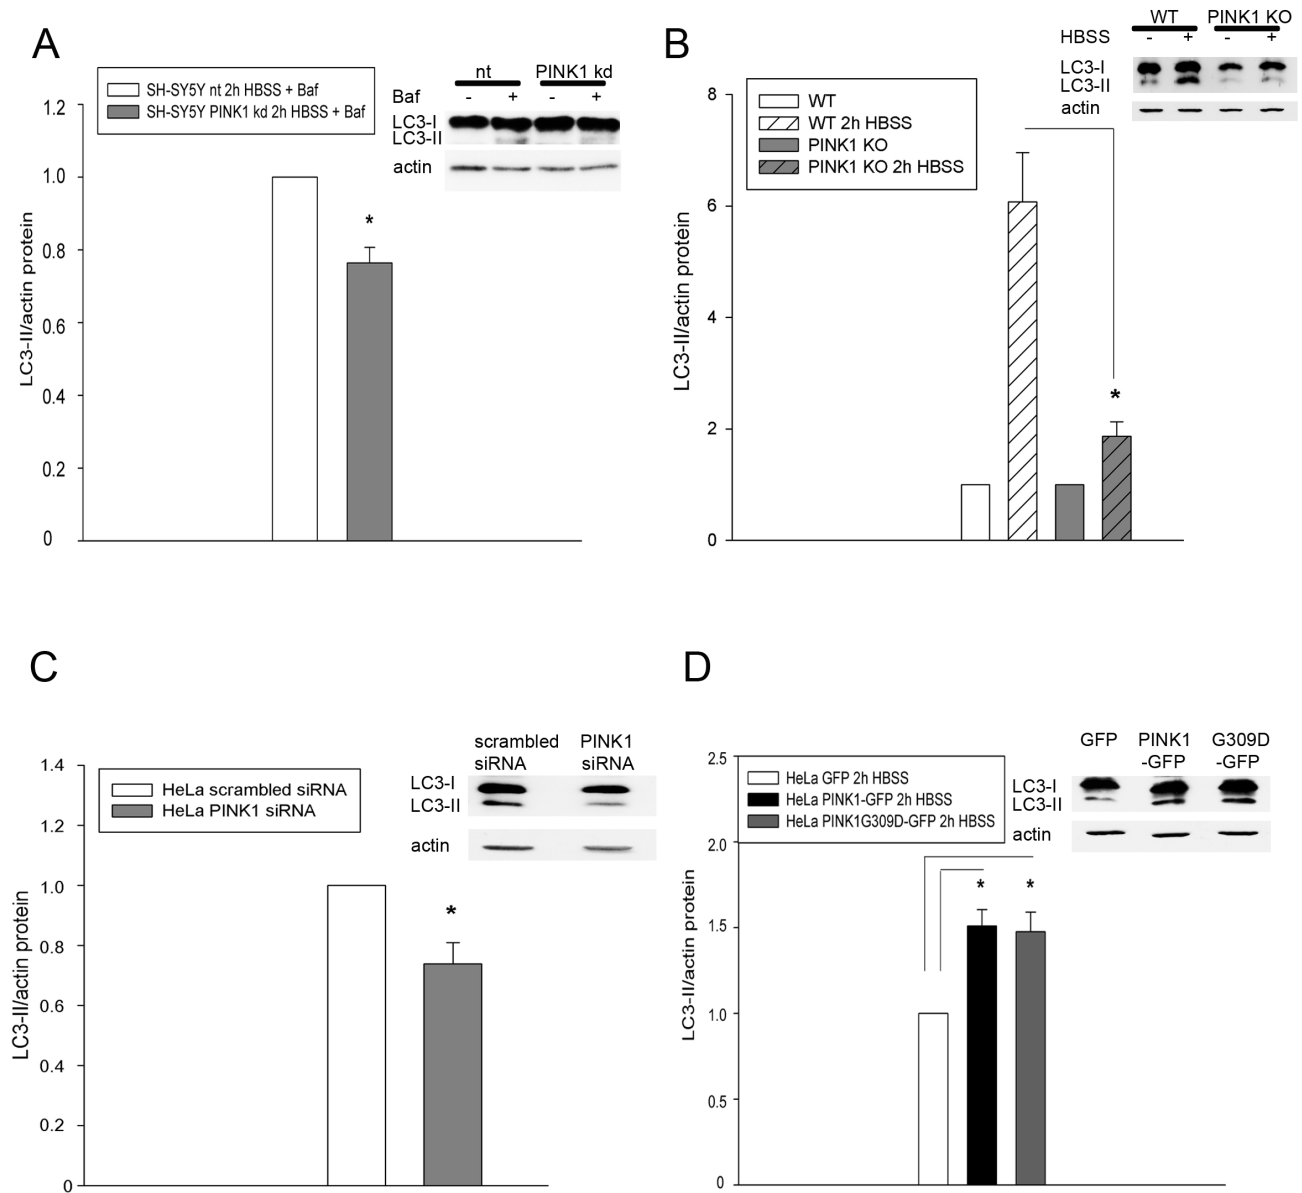 A
SH-SY5Y nt 2h HBSS + Baf
SH-SY5Y PINK1 kd 2h HBSS + Baf
nt PINK1 kd
Baf - + - +
LC3-I
LC3-II
actin
LC3-II/actin protein
1.2
1.0
0.8
0.6
0.4
0.2
0
*
B
WT PINK1 KO
HBSS - + - +
LC3-I
LC3-II
actin
WT
WT 2h HBSS
PINK1 KO
PINK1 KO 2h HBSS
LC3-II/actin protein
8
6
4
2
0
*
C
scrambled siRNA
PINK1 siRNA
LC3-I
LC3-II
actin
HeLa scrambled siRNA
HeLa PINK1 siRNA
LC3-II/actin protein
1.4
1.2
1.0
0.8
0.6
0.4
0.2
0
*
D
GFP PINK1 G309D
-GFP -GFP
LC3-I
LC3-II
actin
HeLa GFP 2h HBSS
HeLa PINK1-GFP 2h HBSS
HeLa PINK1G309D-GFP 2h HBSS
LC3-II/actin protein
2.5
2.0
1.5
1.0
0.5
0
* *